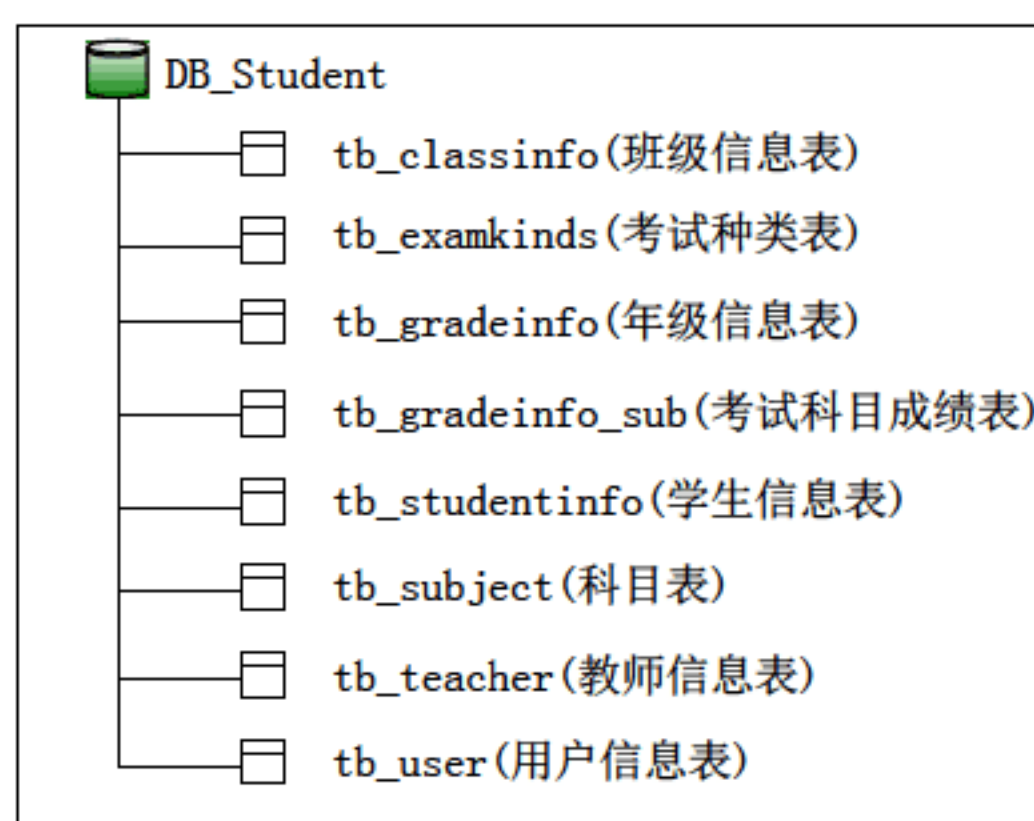 DB_Student
tb_classinfo(班级信息表)
tb_examkinds(考试种类表)
tb_gradeinfo(年级信息表)
tb_gradeinfo_sub(考试科目成绩表)
tb_studentinfo(学生信息表)
tb_subject(科目表)
tb_teacher(教师信息表)
tb_user(用户信息表)